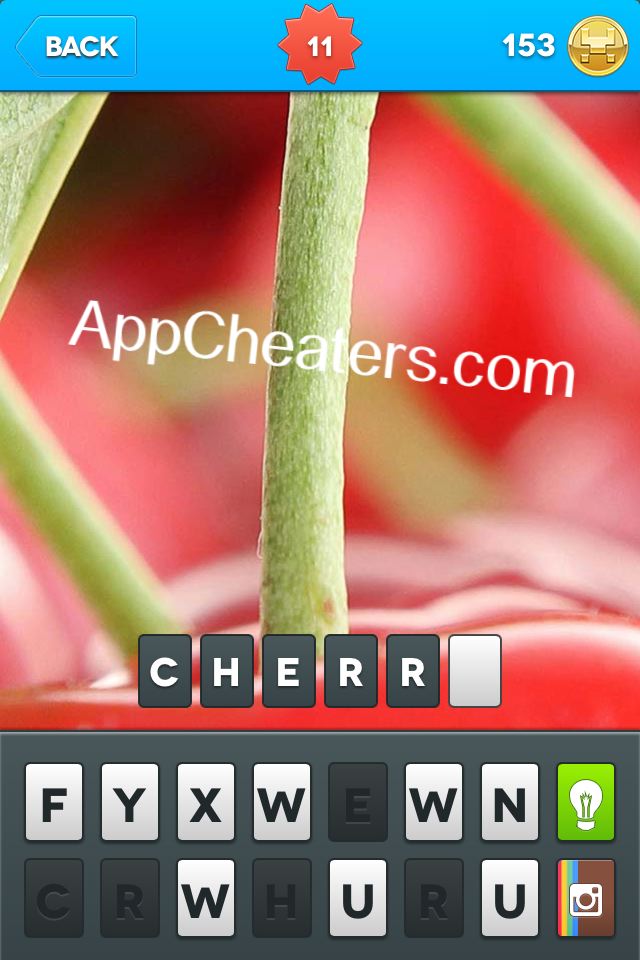 BACK
11
153
AppCheaters.com
C H E R R
F Y X W E W N
C R W H U R U